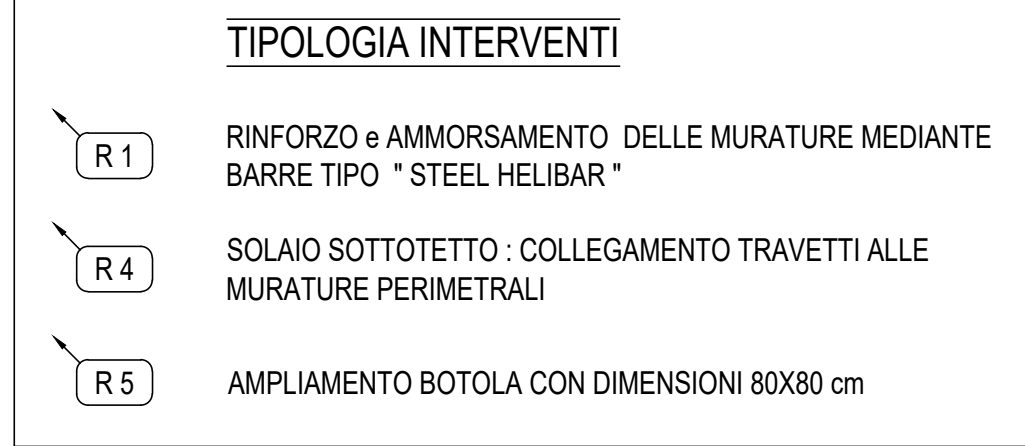 TIPOLOGIA INTERVENTI
R 1
RINFORZO e AMMORSAMENTO DELLE MURATURE MEDIANTE
BARRE TIPO " STEEL HELIBAR "
R 4
SOLAIO SOTTOTETTO : COLLEGAMENTO TRAVETTI ALLE
MURATURE PERIMETRALI
R 5
AMPLIAMENTO BOTOLA CON DIMENSIONI 80X80 cm